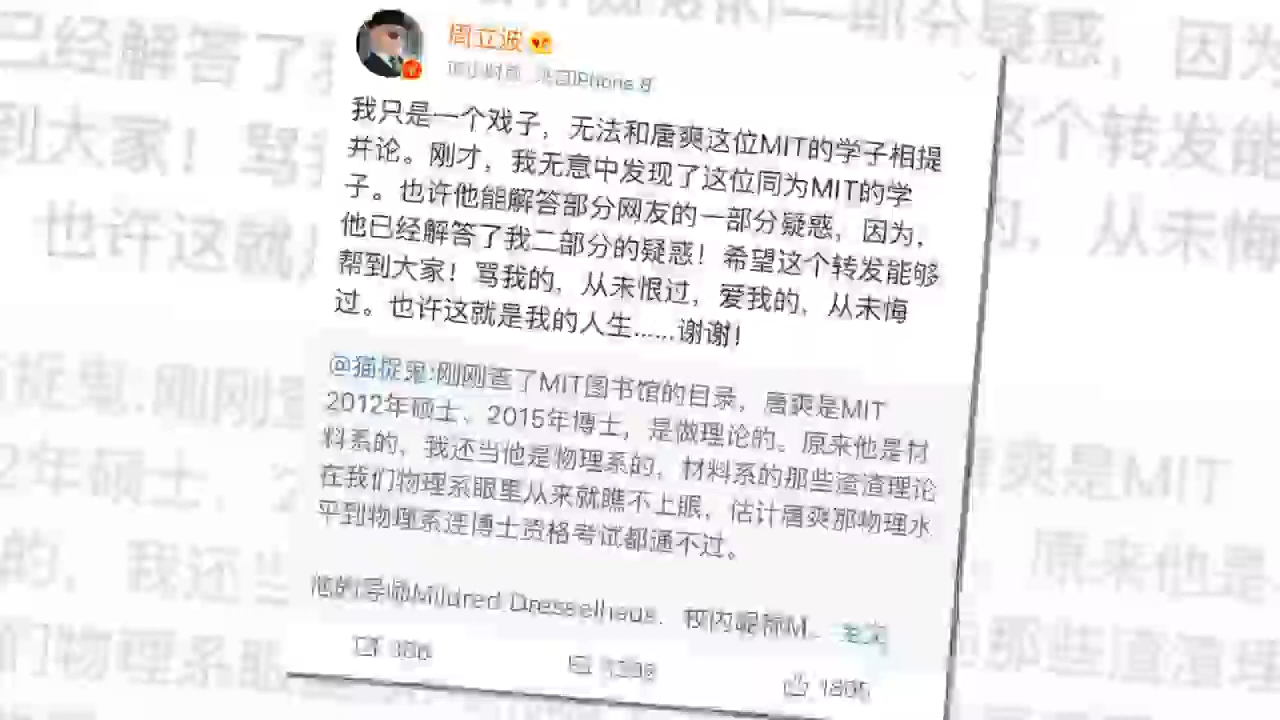 周立波
iPhone 8
我只是一个戏子，无法和唐爽这位MIT的学子相提
并论。刚才，我无意中发现了这位同为MIT的学
子。也许他能解答部分网友的一部分疑惑，因为，
他已经解答了我二部分的疑惑！希望这个转发能够
帮到大家！骂我的，从未恨过，爱我的，从未悔
过。也许这就是我的人生……谢谢！
@猫捉鬼:刚刚查了MIT图书馆的目录，唐爽是MIT
2012年硕士、2015年博士，是做理论的。原来他是材
料系的，我还当他是物理系的，材料系的那些渣渣理论
在我们物理系眼里从来就瞧不上眼，估计唐爽那物理水
平到物理系连博士资格考试都通不过。
他的导师Mildred Dresselhaus，校内昵称M...